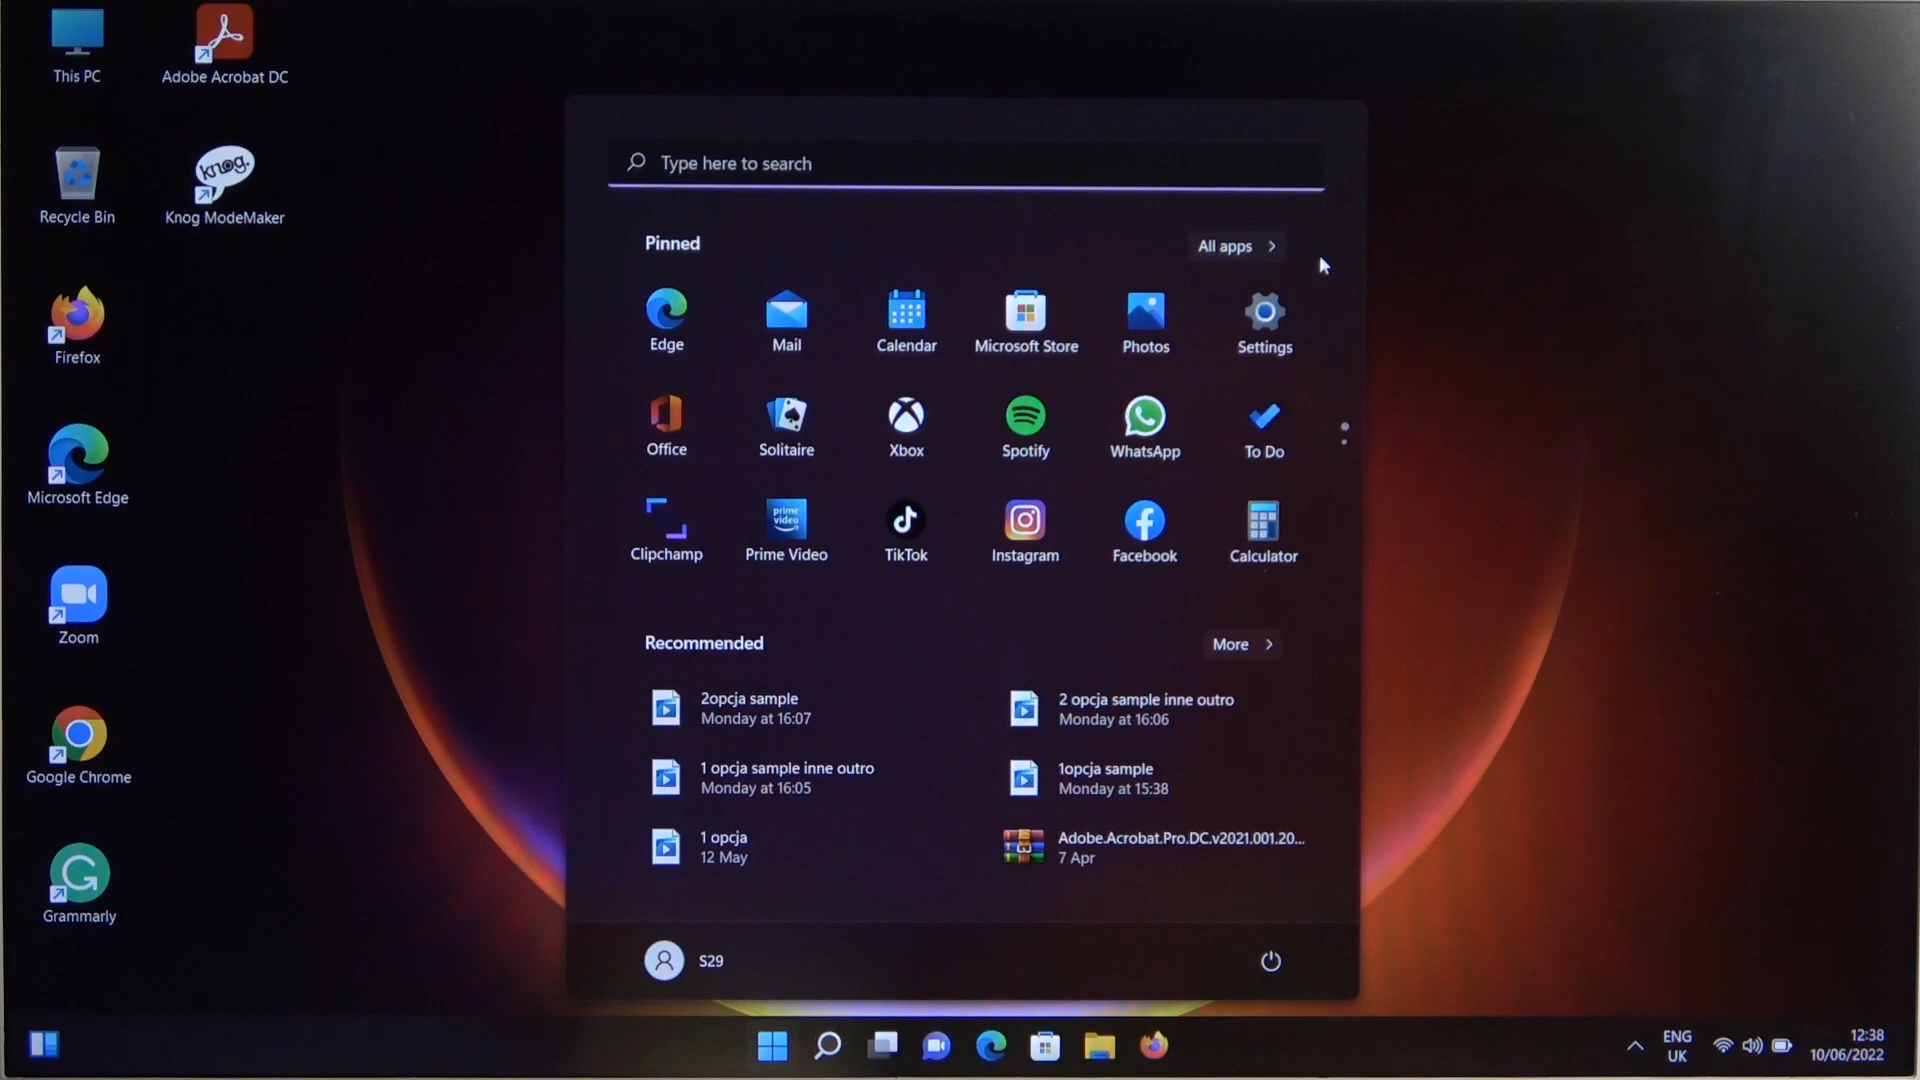 This PC
Adobe Acrobat DC
Recycle Bin
knog.
Knog ModeMaker
Firefox
Microsoft Edge
Zoom
Google Chrome
Grammarly
Type here to search
Pinned
All apps
Edge
Mail
Calendar
Microsoft Store
Photos
Settings
Office
Solitaire
Xbox
Spotify
WhatsApp
To Do
prime
video
Clipchamp
Prime Video
TikTok
Instagram
Facebook
Calculator
Recommended
More
2opcja sample
Monday at 16:07
2 opcja sample inne outro
Monday at 16:06
1 opcja sample inne outro
Monday at 16:05
1opcja sample
Monday at 15:38
1 opcja
12 May
Adobe.Acrobat.Pro.DC.v2021.001.20...
7 Apr
S29
ENG
UK
12:38
10/06/2022